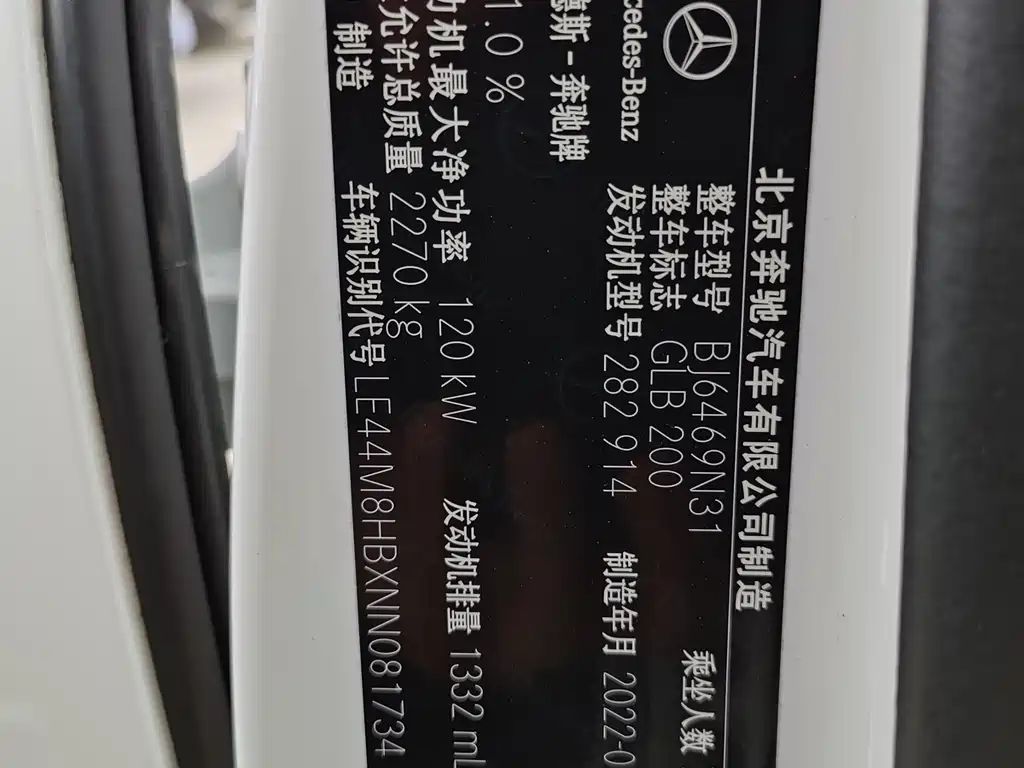 北京奔驰汽车有限公司制造
整车型号 BJ6469N31 乘坐人数
整车标志 GLB 200
cedes-Benz 发动机型号 282 914 制造年月 2022-0
德斯-奔驰牌
1.0 %
动机最大净功率 120 kW 发动机排量 1332 ml
允许总质量 2270 kg
制造 车辆识别代号 LE44M8HBXNN081734